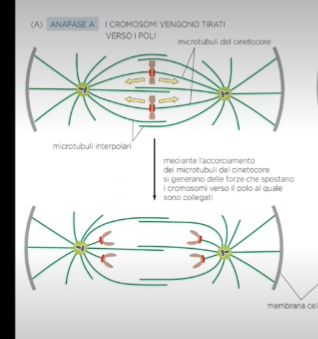 (A) ANAFASE A I CROMOSOMI VENGONO TIRATI
VERSO I POLI
microtubuli del cinetocore
microtubuli interpolari
mediante l'accorciamento
dei microtubuli del cinetocore
si generano delle forze che spostano
i cromosomi verso il polo al quale
sono collegati
membrana cel